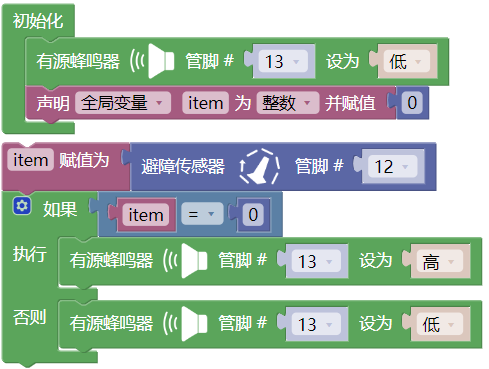 初始化
有源蜂鸣器 管脚 # 13 设为 低
声明 全局变量 item 为 整数 并赋值 0
item 赋值为 避障传感器 管脚 # 12
如果 item = 0
执行 有源蜂鸣器 管脚 # 13 设为 高
否则 有源蜂鸣器 管脚 # 13 设为 低